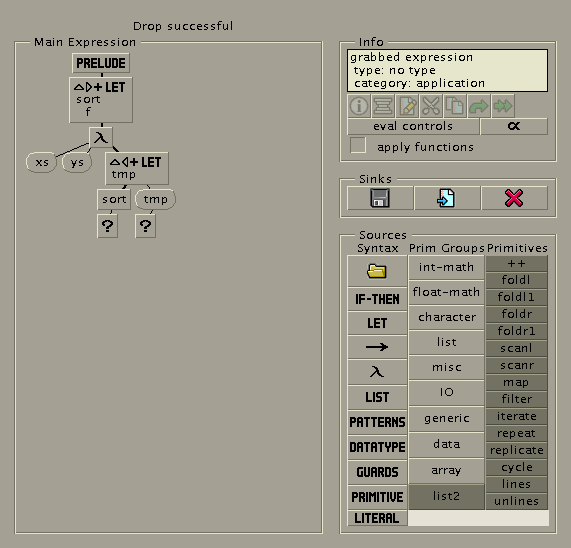 Drop successful
Main Expression
PRELUDE
LET
sort
f
λ
xs ys
LET
tmp
sort tmp
? ?
Info
grabbed expression
type: no type
category: application
eval controls
∝
apply functions
Sinks
Sources
Syntax Prim Groups Primitives
IF-THEN
LET
→
λ
LIST
PATTERNS
DATATYPE
GUARDS
PRIMITIVE
LITERAL
int-math
float-math
character
list
misc
IO
generic
data
array
list2
++
foldl
foldl1
foldr
foldr1
scanl
scanr
map
filter
iterate
repeat
replicate
cycle
lines
unlines